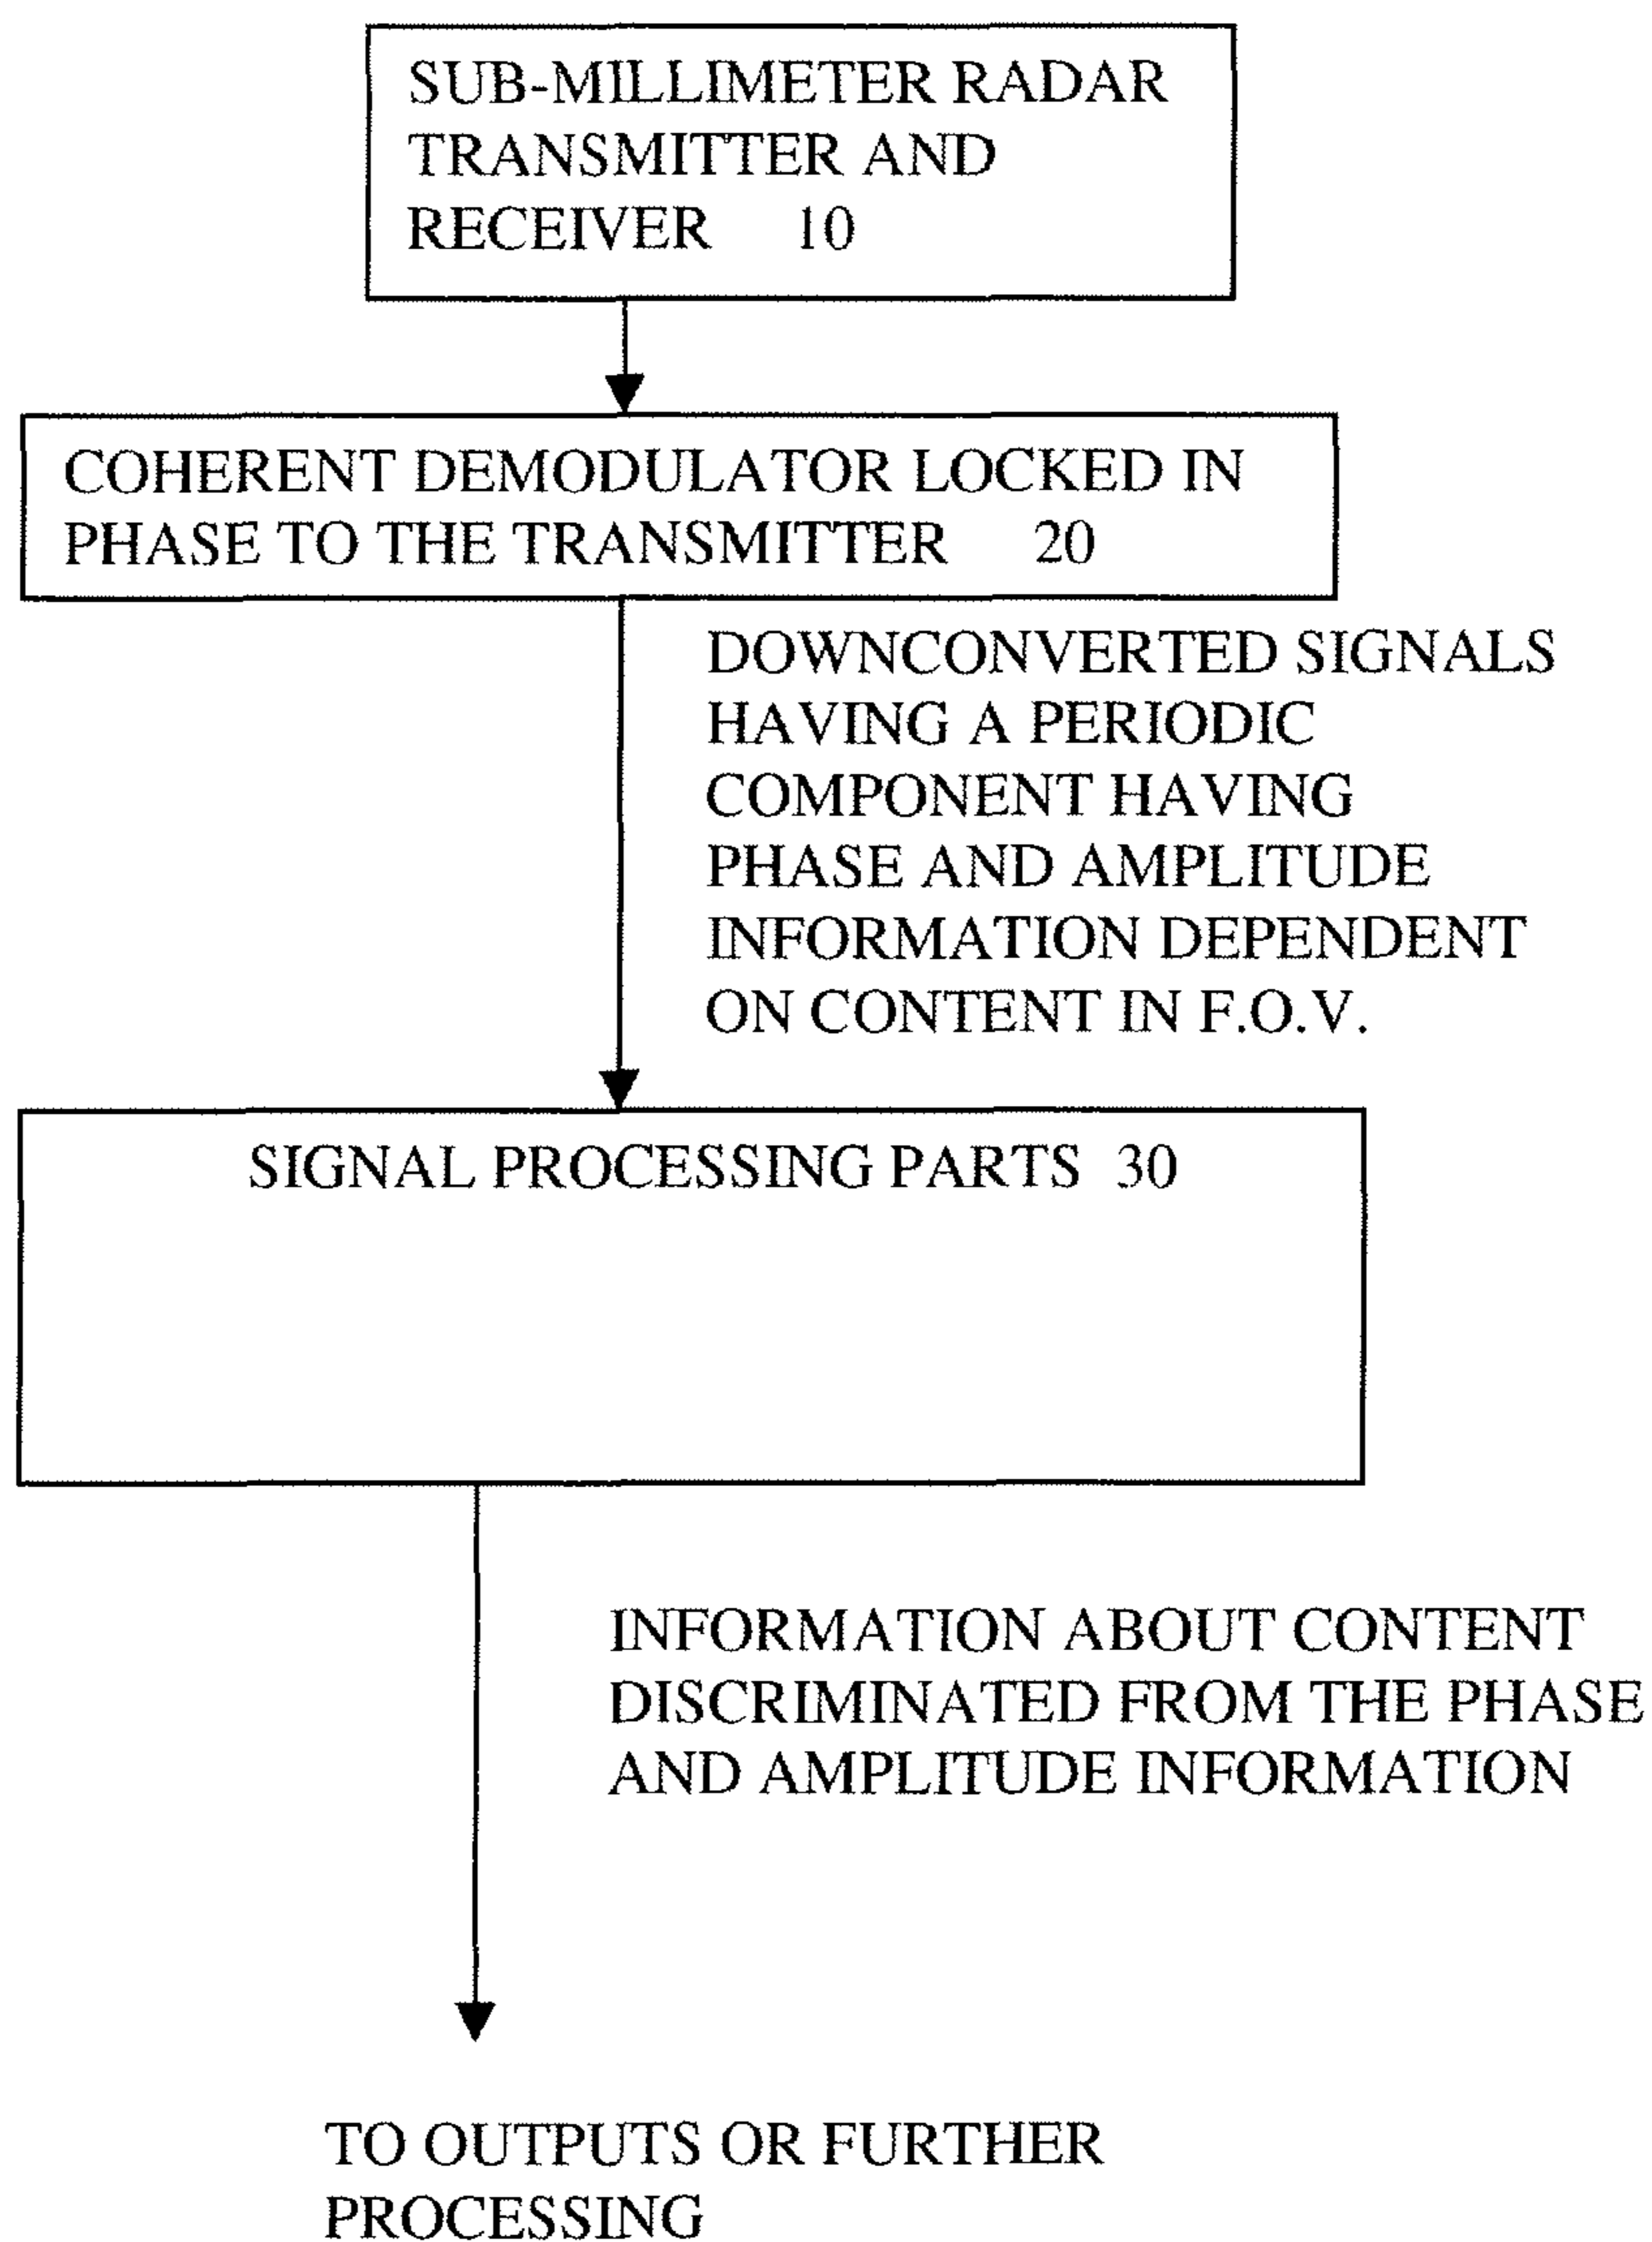 SUB-MILLIMETER RADAR
TRANSMITTER AND
RECEIVER 10
COHERENT DEMODULATOR LOCKED IN
PHASE TO THE TRANSMITTER 20
DOWNCONVERTED SIGNALS
HAVING A PERIODIC
COMPONENT HAVING
PHASE AND AMPLITUDE
INFORMATION DEPENDENT
ON CONTENT IN F.O.V.
SIGNAL PROCESSING PARTS 30
INFORMATION ABOUT CONTENT
DISCRIMINATED FROM THE PHASE
AND AMPLITUDE INFORMATION
TO OUTPUTS OR FURTHER
PROCESSING